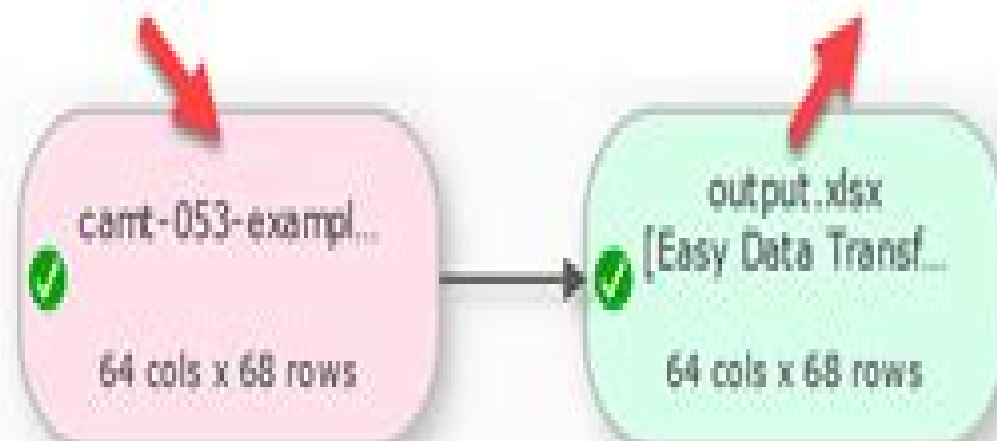 camt-053-exampl...
64 cols x 68 rows
output.xlsx
[Easy Data Transf...
64 cols x 68 rows